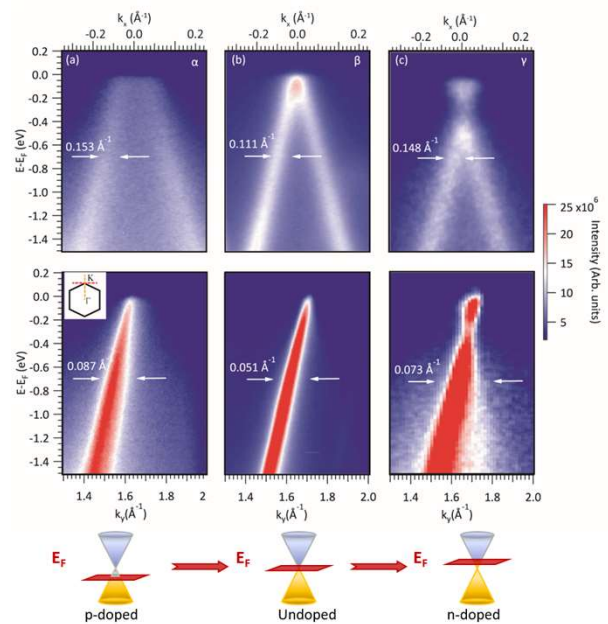 kx (Å-1)
-0.2 0.0 0.2
kx (Å-1)
-0.2 0.0 0.2
kx (Å-1)
-0.2 0.0 0.2
E-EF (eV)
0.2
0.0
-0.2
-0.4
-0.6
-0.8
-1.0
-1.2
-1.4
(a) α
0.153 Å-1
(b) β
0.111 Å-1
(c) γ
0.148 Å-1
E-EF (eV)
0.2
0.0
-0.2
-0.4
-0.6
-0.8
-1.0
-1.2
-1.4
K
Γ
0.087 Å-1
0.051 Å-1
0.073 Å-1
25 x10 6
20
15
10
5
Intensity (Arb. units)
1.4 1.6 1.8 2
ky(Å-1)
1.4 1.6 1.8 2.0
ky(Å-1)
1.4 1.6 1.8 2.0
ky(Å-1)
EF
EF
EF
p-doped
Undoped
n-doped